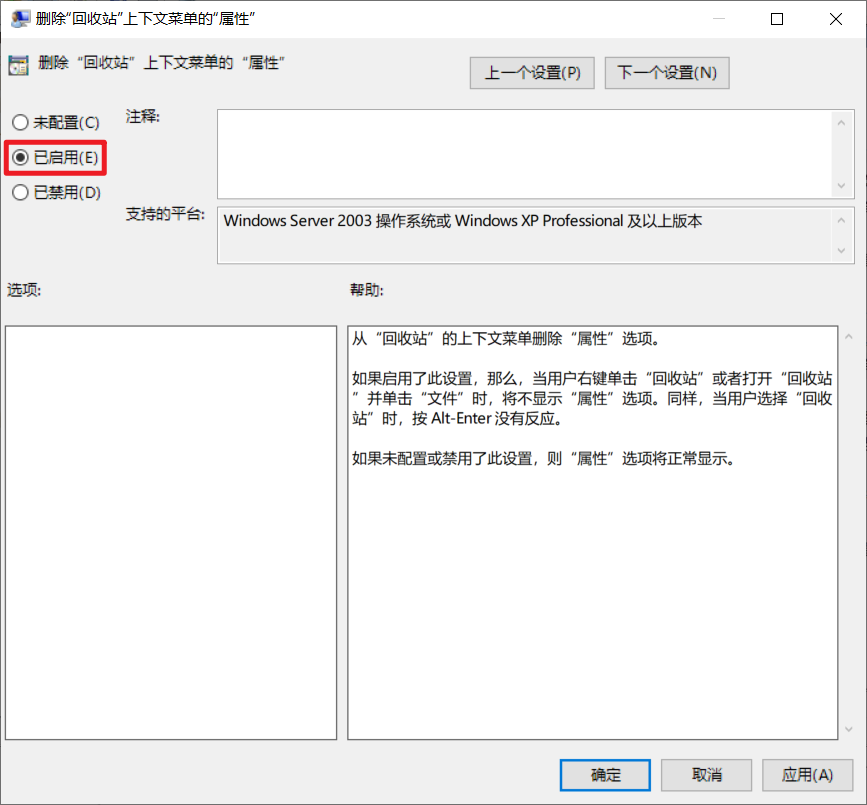 删除“回收站”上下文菜单的“属性”
删除“回收站”上下文菜单的“属性”
上一个设置(P)
下一个设置(N)
未配置(C)
已启用(E)
已禁用(D)
注释:
支持的平台:
Windows Server 2003 操作系统或 Windows XP Professional 及以上版本
选项:
帮助:
从“回收站”的上下文菜单删除“属性”选项。
如果启用了此设置，那么，当用户右键单击“回收站”或者打开“回收站
”并单击“文件”时，将不显示“属性”选项。同样，当用户选择“回收
站”时，按 Alt-Enter 没有反应。
如果未配置或禁用了此设置，则“属性”选项将正常显示。
确定
取消
应用(A)